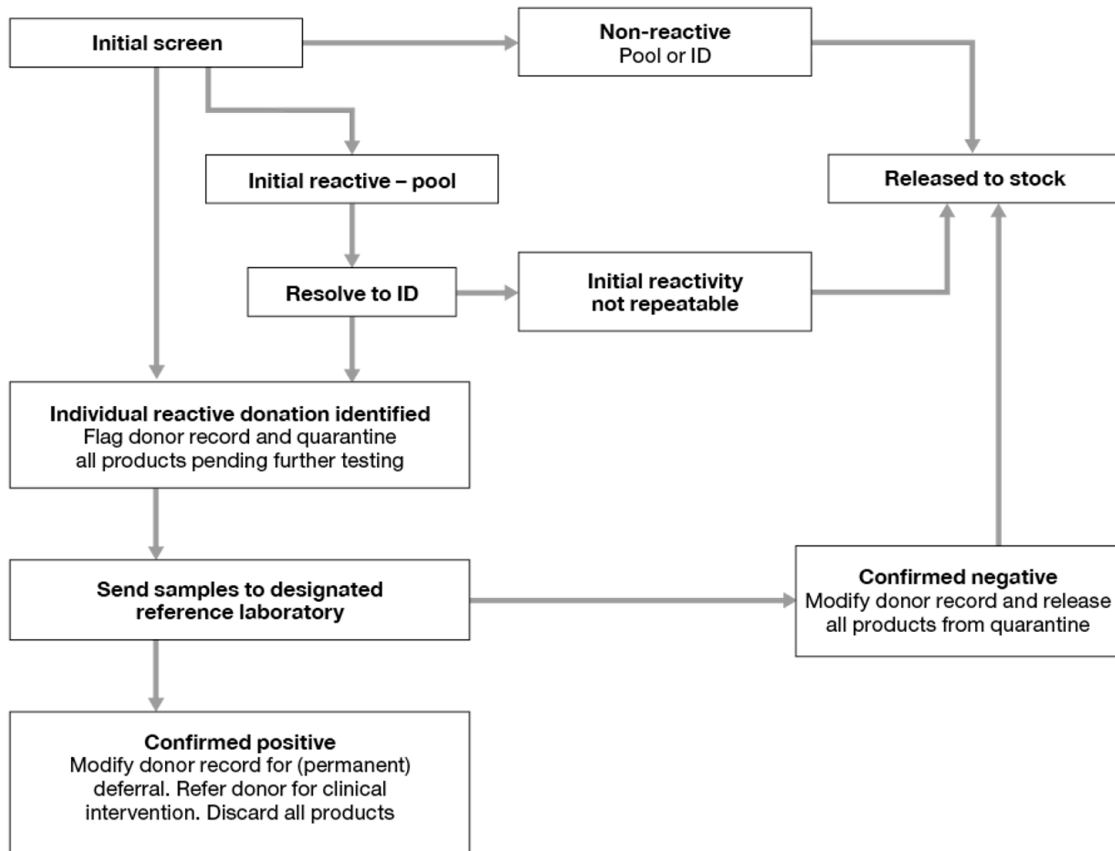 Initial screen
Non-reactive
Pool or ID
Initial reactive – pool
Released to stock
Resolve to ID
Initial reactivity
not repeatable
Individual reactive donation identified
Flag donor record and quarantine
all products pending further testing
Send samples to designated
reference laboratory
Confirmed negative
Modify donor record and release
all products from quarantine
Confirmed positive
Modify donor record for (permanent)
deferral. Refer donor for clinical
intervention. Discard all products